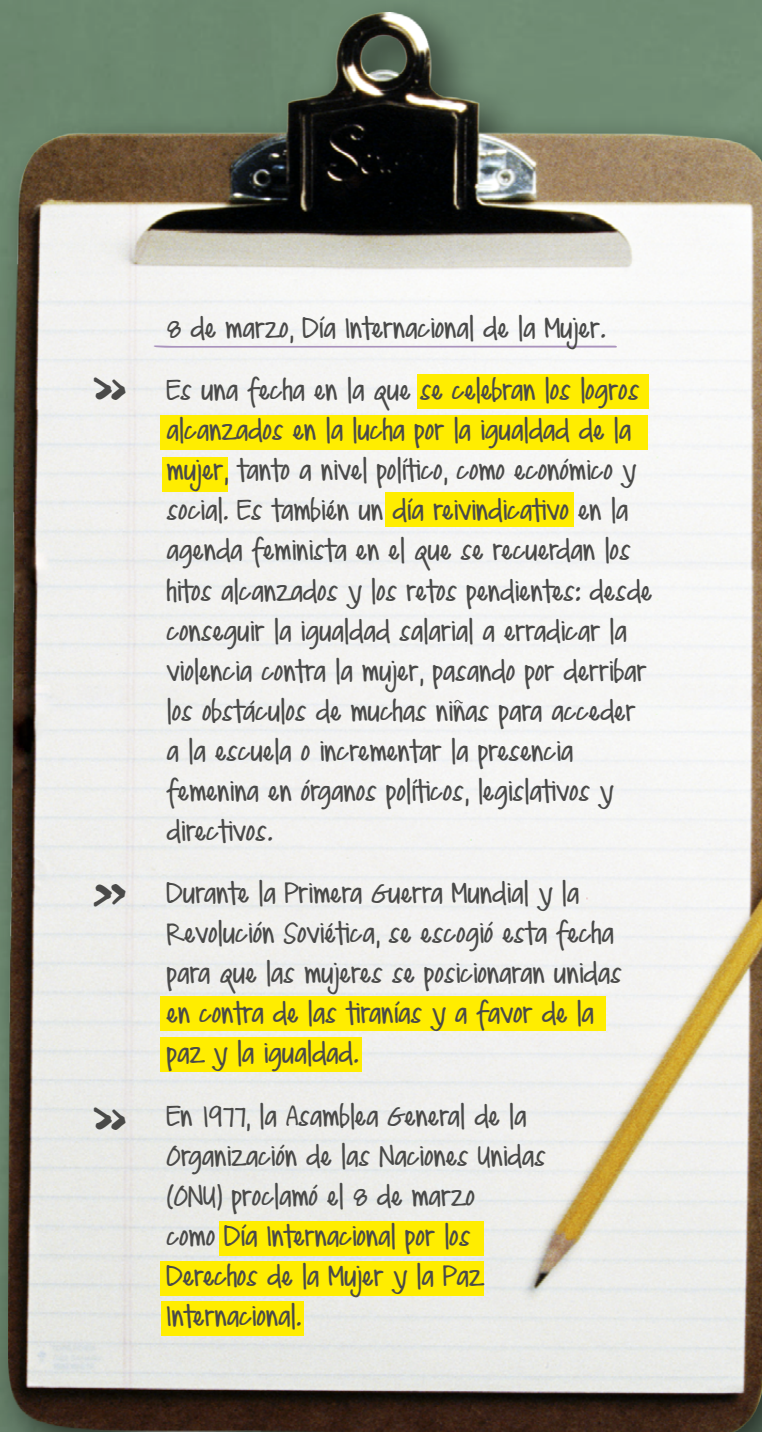 8 de marzo, Día Internacional de la Mujer.
» Es una fecha en la que se celebran los logros
alcanzados en la lucha por la igualdad de la
mujer, tanto a nivel político, como económico y
social. Es también un día reivindicativo en la
agenda feminista en el que se recuerdan los
hitos alcanzados y los retos pendientes: desde
conseguir la igualdad salarial a erradicar la
violencia contra la mujer, pasando por derribar
los obstáculos de muchas niñas para acceder
a la escuela o incrementar la presencia
femenina en órganos políticos, legislativos y
directivos.
» Durante la Primera Guerra Mundial y la
Revolución Soviética, se escogió esta fecha
para que las mujeres se posicionaran unidas
en contra de las tiranías y a favor de la
paz y la igualdad.
» En 1977, la Asamblea General de la
Organización de las Naciones Unidas
(ONU) proclamó el 8 de marzo
como Día Internacional por los
Derechos de la Mujer y la Paz
Internacional.